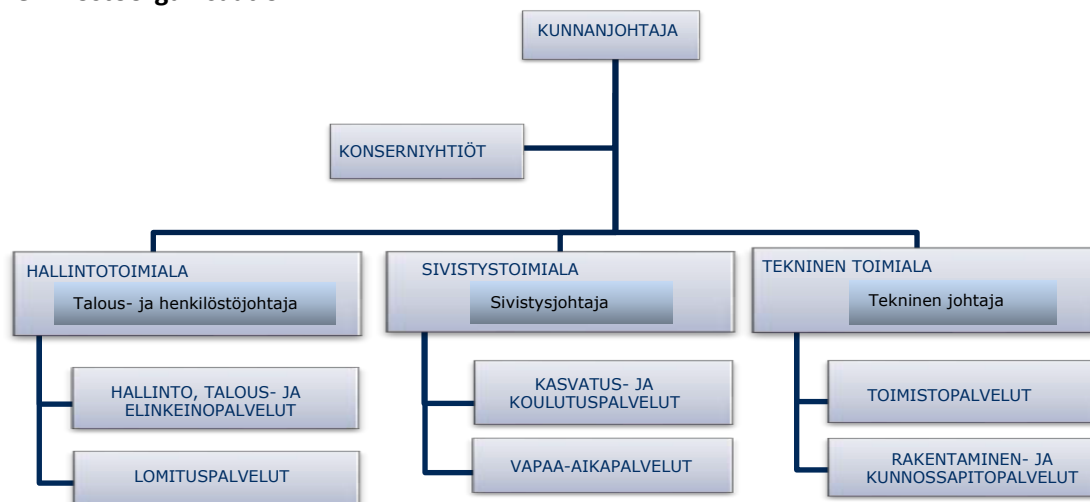 KUNNANJOHTAJA
KONSERNIYHTIÖT
HALLINTOTOIMIALA
Talous- ja henkilöstöjohtaja
SIVISTYSTOIMIALA
Sivistysjohtaja
TEKNINEN TOIMIALA
Tekninen johtaja
HALLINTO, TALOUS- JA
ELINKEINOPALVELUT
LOMITUSPALVELUT
KASVATUS- JA
KOULUTUSPALVELUT
VAPAA-AIKAPALVELUT
TOIMISTOPALVELUT
RAKENTAMINEN- JA
KUNNOSSAPITOPALVELUT